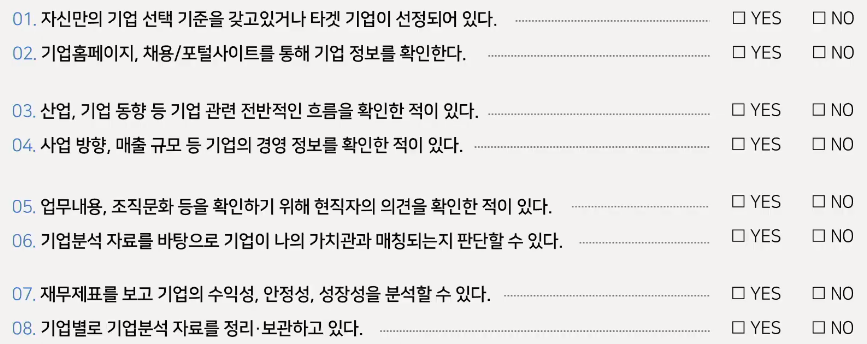 01. 자신만의 기업 선택 기준을 갖고있거나 타겟 기업이 선정되어 있다. ☐ YES ☐ NO
02. 기업홈페이지, 채용/포털사이트를 통해 기업 정보를 확인한다. ☐ YES ☐ NO
03. 산업, 기업 동향 등 기업 관련 전반적인 흐름을 확인한 적이 있다. ☐ YES ☐ NO
04. 사업 방향, 매출 규모 등 기업의 경영 정보를 확인한 적이 있다. ☐ YES ☐ NO
05. 업무내용, 조직문화 등을 확인하기 위해 현직자의 의견을 확인한 적이 있다. ☐ YES ☐ NO
06. 기업분석 자료를 바탕으로 기업이 나의 가치관과 매칭되는지 판단할 수 있다. ☐ YES ☐ NO
07. 재무제표를 보고 기업의 수익성, 안정성, 성장성을 분석할 수 있다. ☐ YES ☐ NO
08. 기업별로 기업분석 자료를 정리·보관하고 있다. ☐ YES ☐ NO